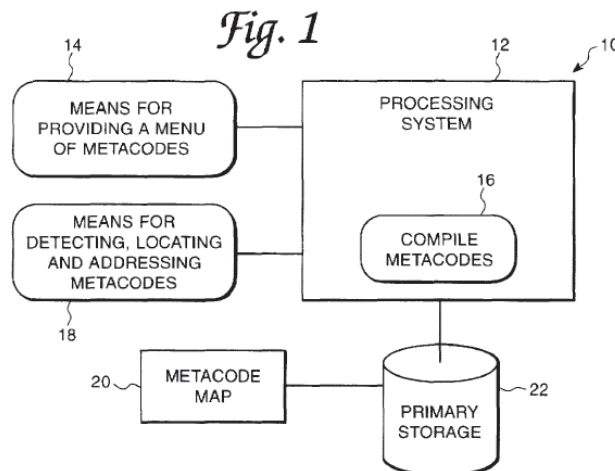 Fig. 1
14
12
10
MEANS FOR
PROVIDING A MENU
OF METACODES
PROCESSING
SYSTEM
MEANS FOR
DETECTING, LOCATING
AND ADDRESSING
METACODES
18
16
COMPILE
METACODES
20
METACODE
MAP
PRIMARY
STORAGE
22